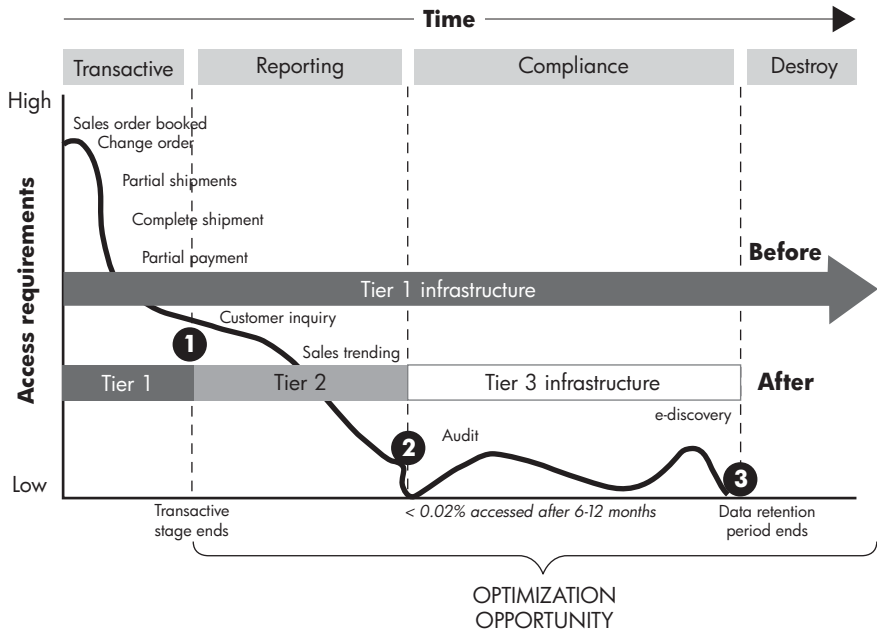 Time
Transactive
Reporting
Compliance
Destroy
High
Sales order booked
Change order
Partial shipments
Complete shipment
Partial payment
Before
Tier 1 infrastructure
Access requirements
Customer inquiry
1
Sales trending
Tier 1
Tier 2
Tier 3 infrastructure
After
e-discovery
Audit
2
3
Low
Transactive
stage ends
< 0.02% accessed after 6-12 months
Data retention
period ends
OPTIMIZATION
OPPORTUNITY